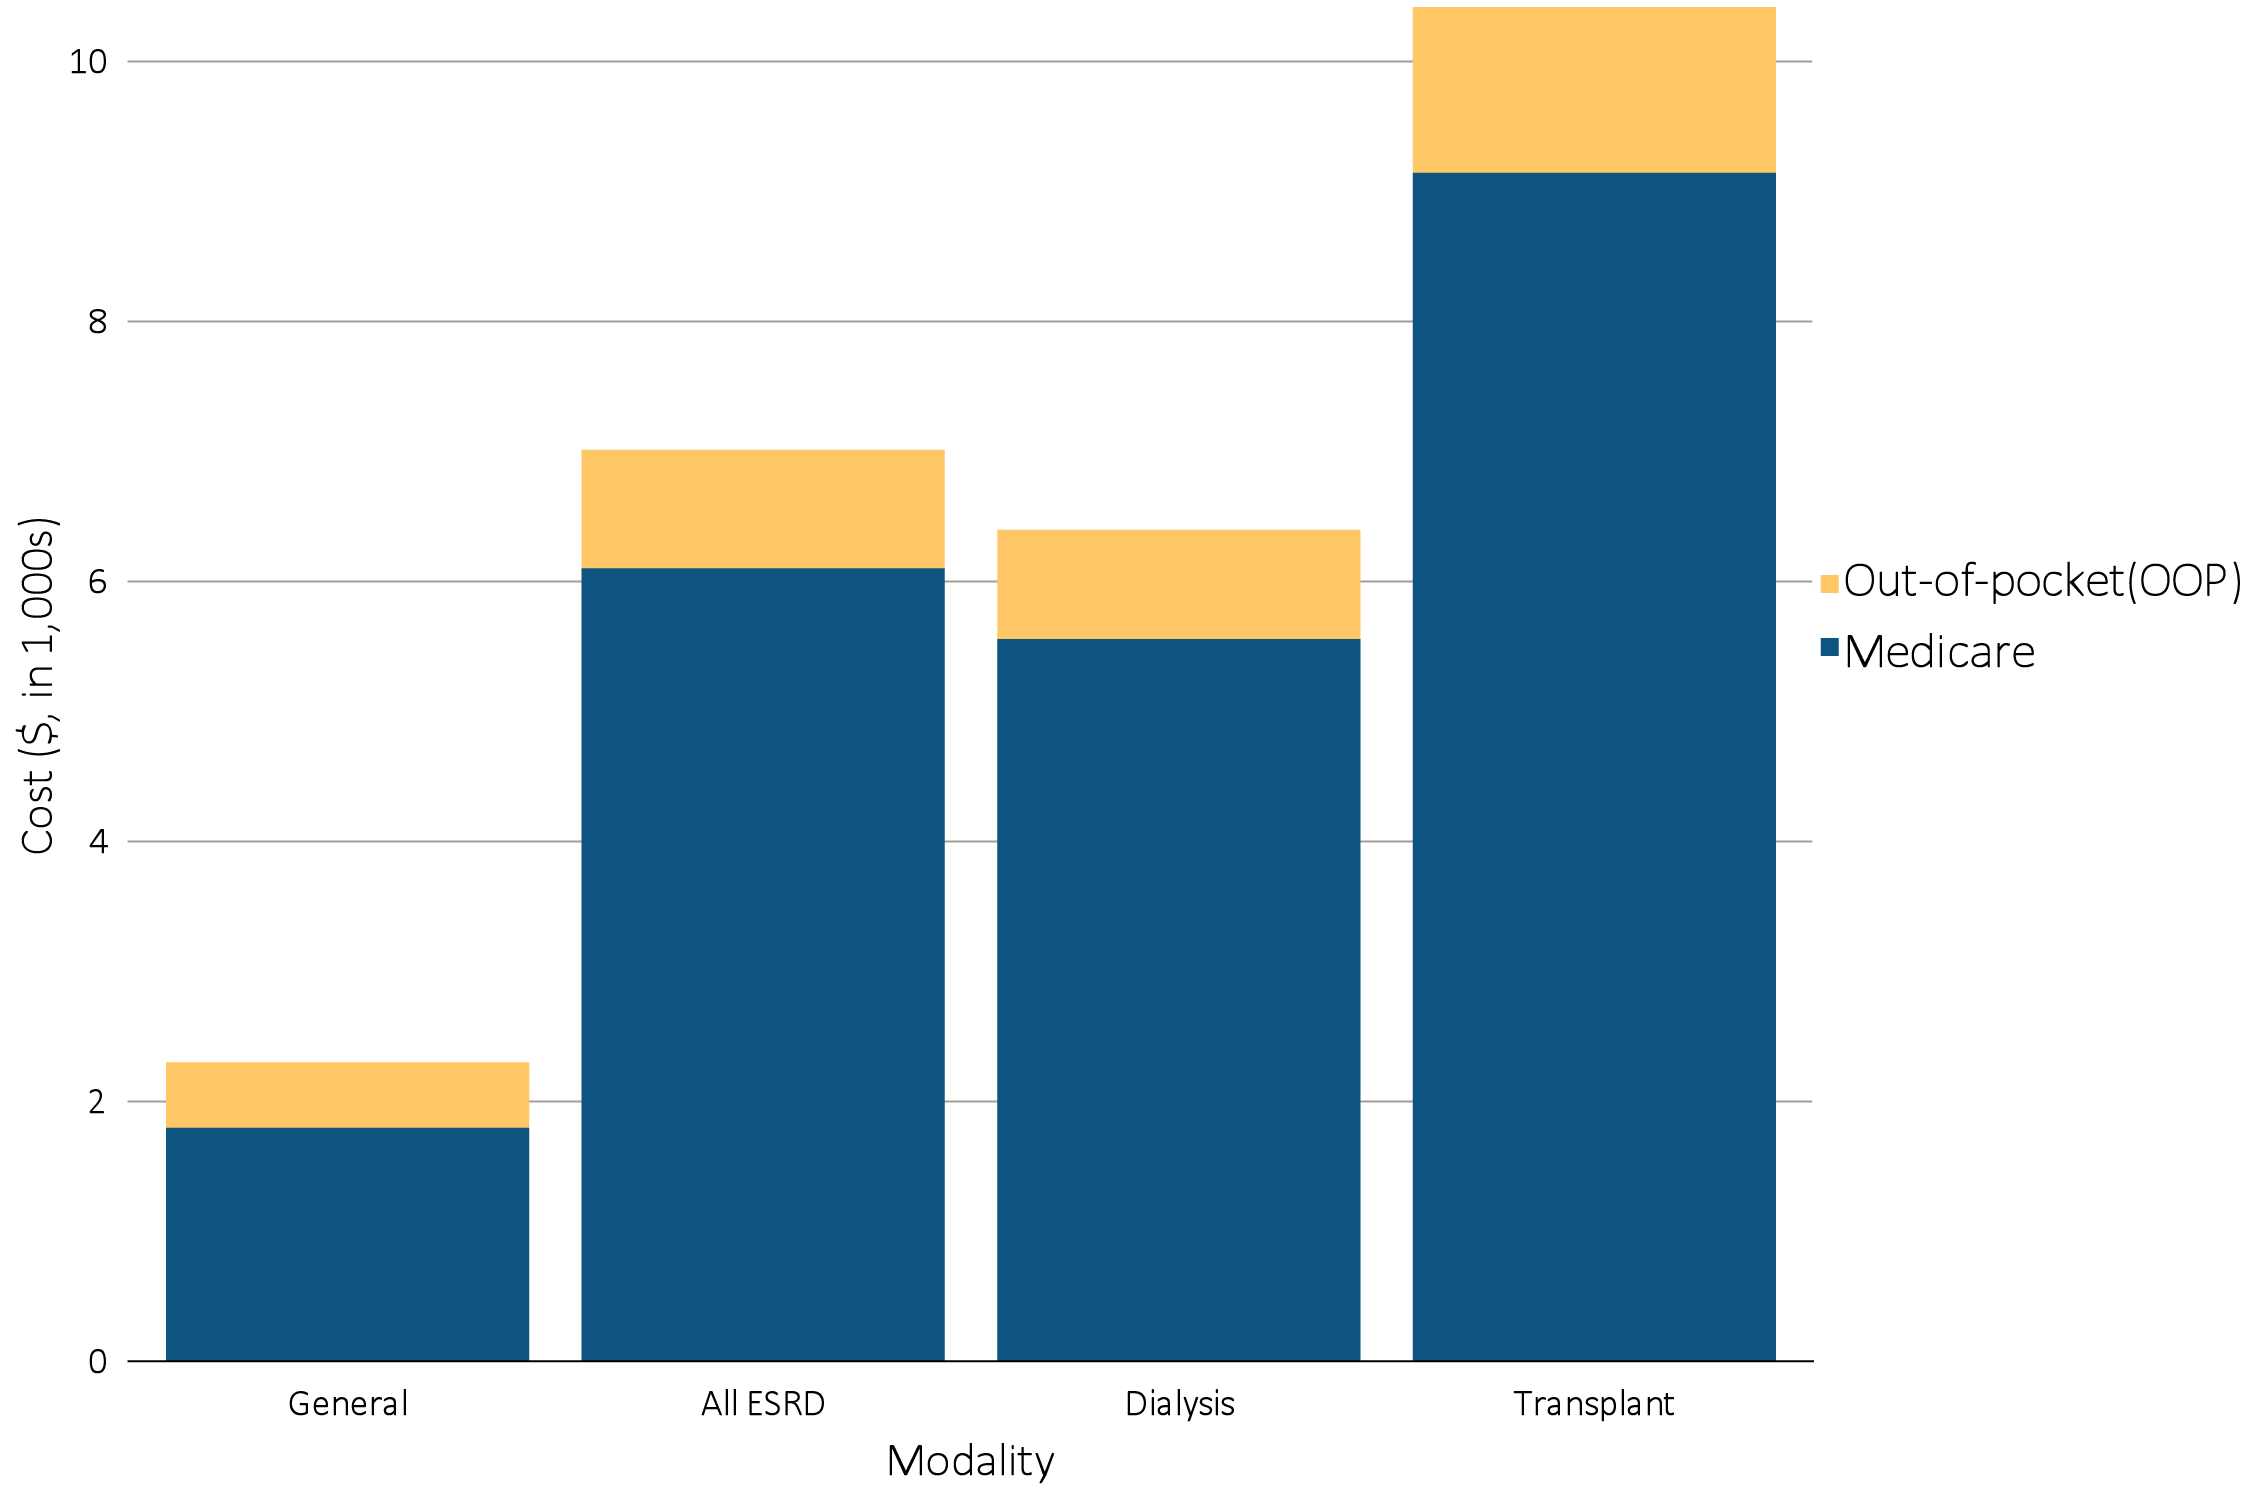 Cost ($, in 1,000s)
10
8
6
4
2
0
General
All ESRD
Dialysis
Transplant
Modality
Out-of-pocket(OOP)
Medicare